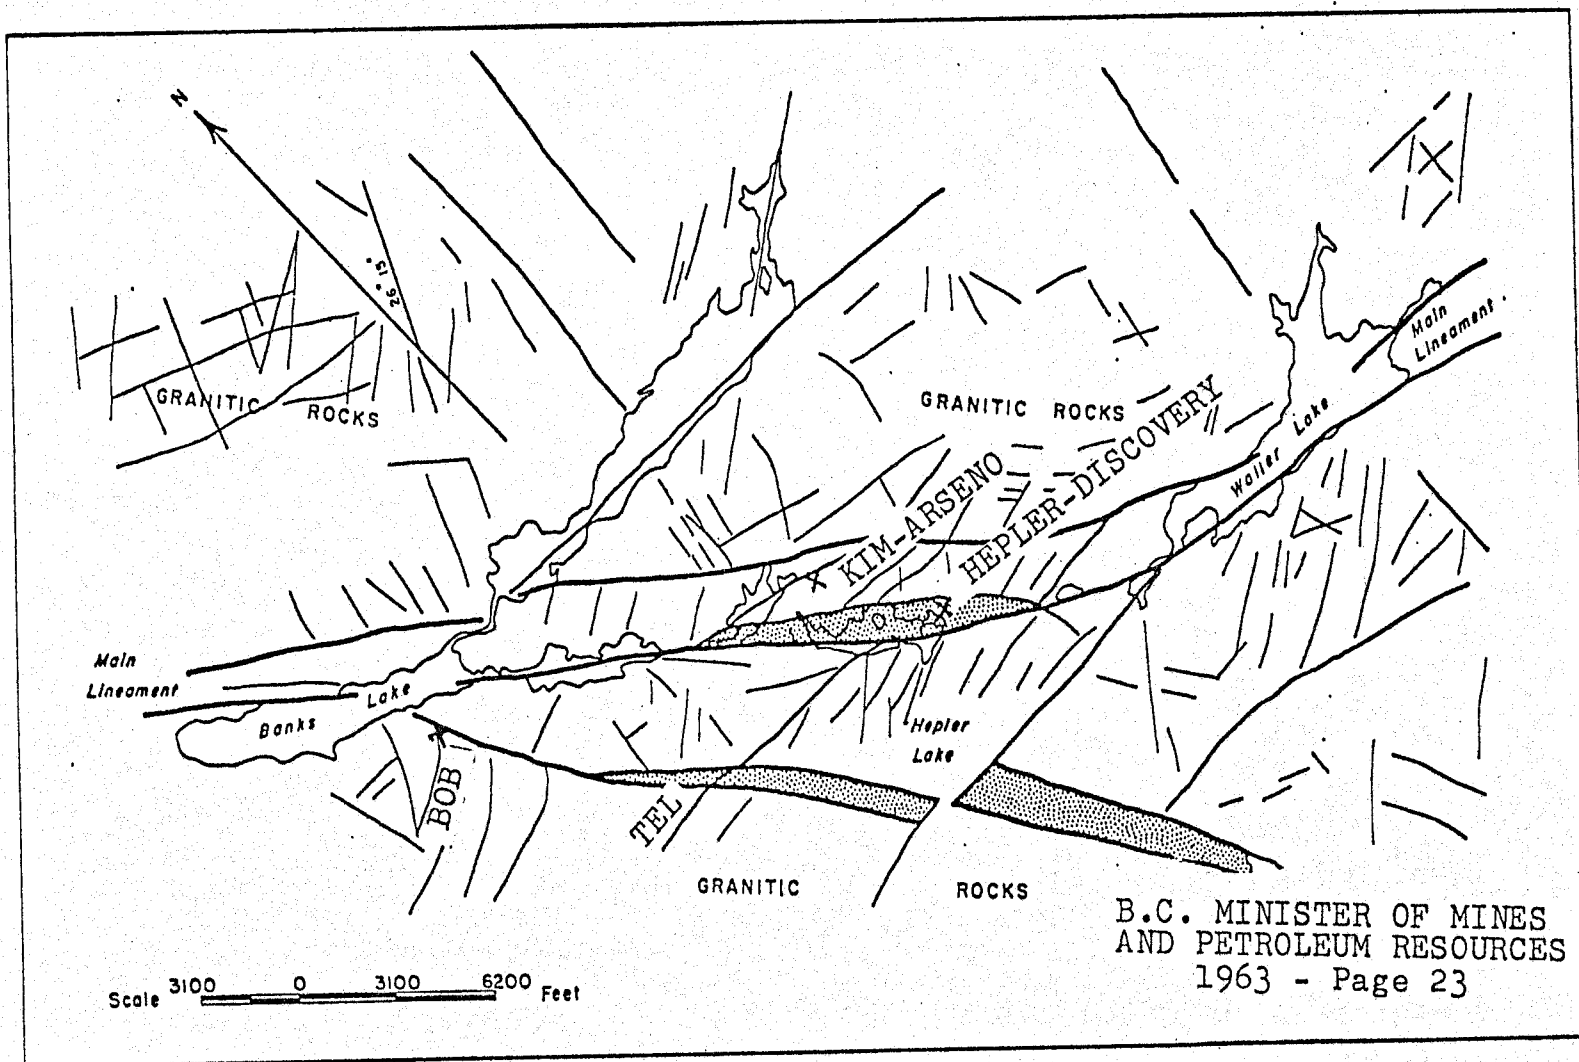 N
26° 15'
GRANITIC ROCKS
GRANITIC ROCKS
Main
Lineament
Waller Lake
KIM-ARSENO
HEPLER-DISCOVERY
Main
Lineament
Banks Lake
Hepler
Lake
BOB
TEL
GRANITIC ROCKS
B.C. MINISTER OF MINES
AND PETROLEUM RESOURCES
1963 - Page 23
Scale 3100 0 3100 6200 Feet